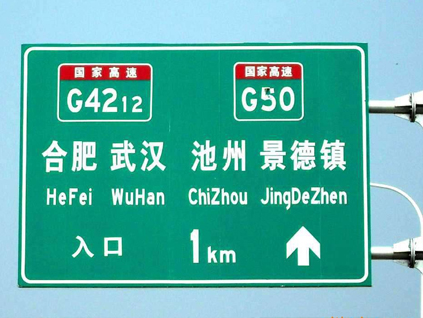 国家高速 国家高速
G4212 G50
合肥 武汉 池州 景德镇
HeFei WuHan ChiZhou JingDeZhen
入口 1km